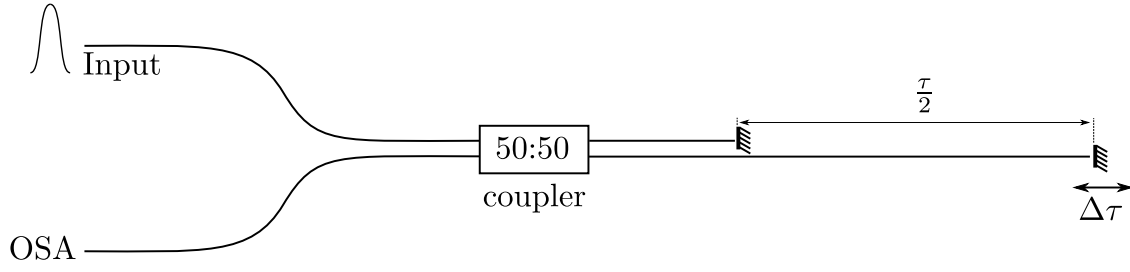 Input
τ/2
50:50
coupler
Δτ
OSA